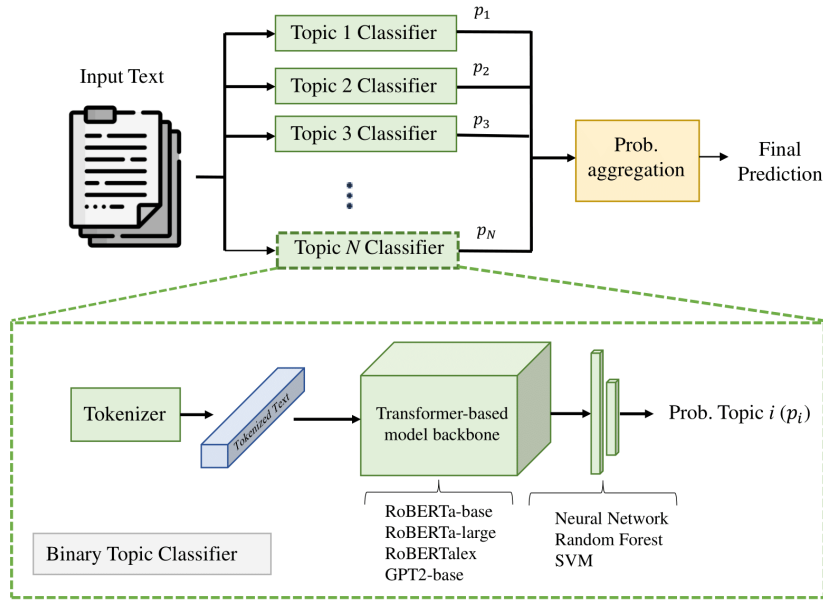 Input Text
Topic 1 Classifier
p₁
Topic 2 Classifier
p₂
Topic 3 Classifier
p₃
Topic N Classifier
p_N
Prob.
aggregation
Final
Prediction
Tokenizer
Tokenized Text
Transformer-based
model backbone
Prob. Topic i (pᵢ)
RoBERTa-base
RoBERTa-large
RoBERTalex
GPT2-base
Neural Network
Random Forest
SVM
Binary Topic Classifier